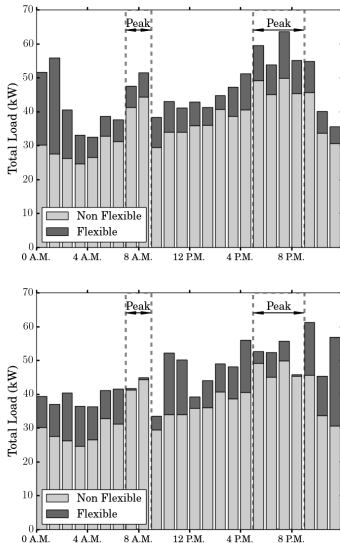 70
60
50
40
30
20
10
0
Total Load (kW)
Peak
Peak
Non Flexible
Flexible
0 A.M.
4 A.M.
8 A.M.
12 P.M.
4 P.M.
8 P.M.
70
60
50
40
30
20
10
0
Total Load (kW)
Peak
Peak
Non Flexible
Flexible
0 A.M.
4 A.M.
8 A.M.
12 P.M.
4 P.M.
8 P.M.